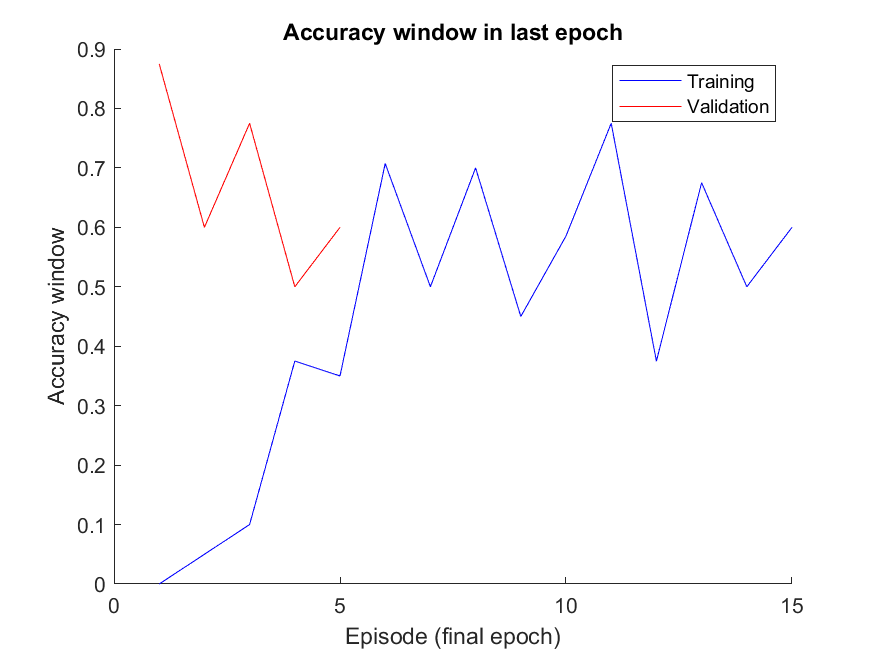 Accuracy window in last epoch
0.9
0.8
0.7
0.6
0.5
0.4
0.3
0.2
0.1
0
Accuracy window
Training
Validation
0 5 10 15
Episode (final epoch)